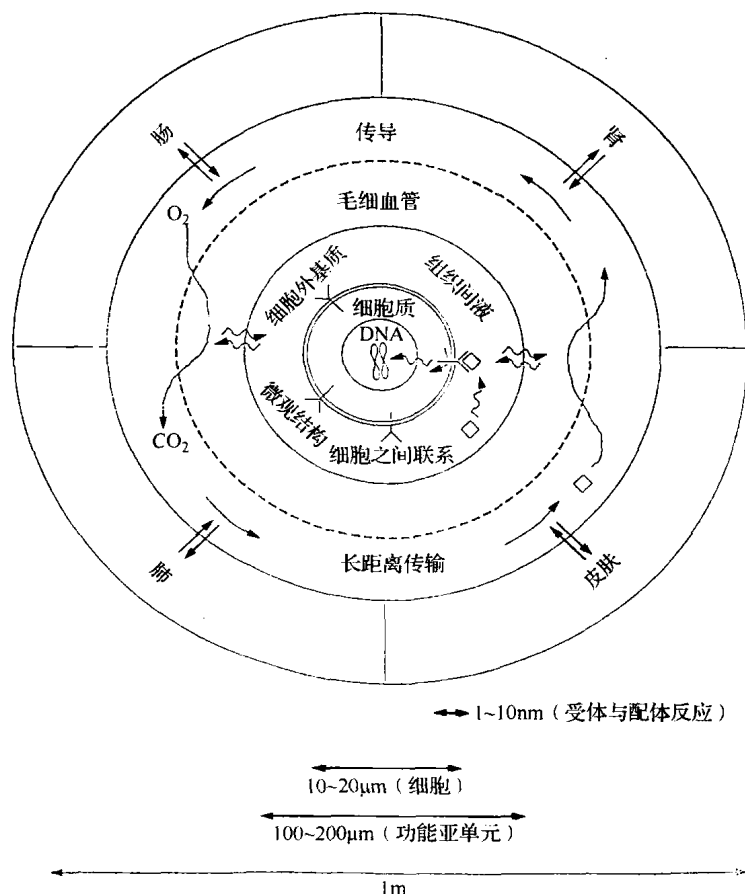 肠
传导
肾
毛细血管
O₂
细胞外基质
组织间液
细胞质
DNA
微观结构
CO₂
细胞之间联系
肺
长距离传输
皮肤
1~10nm（受体与配体反应）
10~20μm（细胞）
100~200μm（功能亚单元）
1m